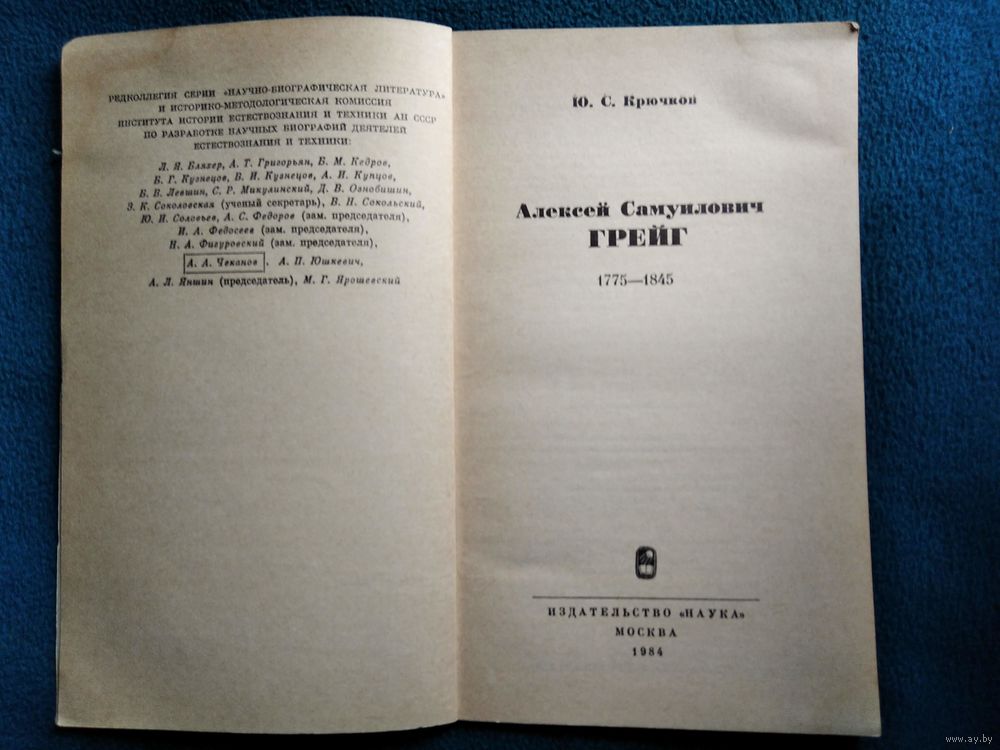 РЕДКОЛЛЕГИЯ СЕРИИ «НАУЧНО-БИОГРАФИЧЕСКАЯ ЛИТЕРАТУРА»
И ИСТОРИКО-МЕТОДОЛОГИЧЕСКАЯ КОМИССИЯ
ИНСТИТУТА ИСТОРИИ ЕСТЕСТВОЗНАНИЯ И ТЕХНИКИ АН СССР
ПО РАЗРАБОТКЕ НАУЧНЫХ БИОГРАФИЙ ДЕЯТЕЛЕЙ
ЕСТЕСТВОЗНАНИЯ И ТЕХНИКИ:
Л. Я. Бляхер, А. Т. Григорьян, Б. М. Кедров,
Б. Г. Кузнецов, В. И. Кузнецов, А. И. Купцов,
Б. В. Левшин, С. Р. Микулинский, Д. В. Ознобишин,
З. К. Соколовская (ученый секретарь), В. Н. Сокольский,
Ю. И. Соловьев, А. С. Федоров (зам. председателя),
И. А. Федосеев (зам. председателя),
Н. А. Фигуровский (зам. председателя),
А. А. Чеканов, А. П. Юшкевич,
А. Л. Яншин (председатель), М. Г. Ярошевский
Ю. С. Крючков
Алексей Самуилович
ГРЕЙГ
1775—1845
ИЗДАТЕЛЬСТВО «НАУКА»
МОСКВА
1984
www.ay.by